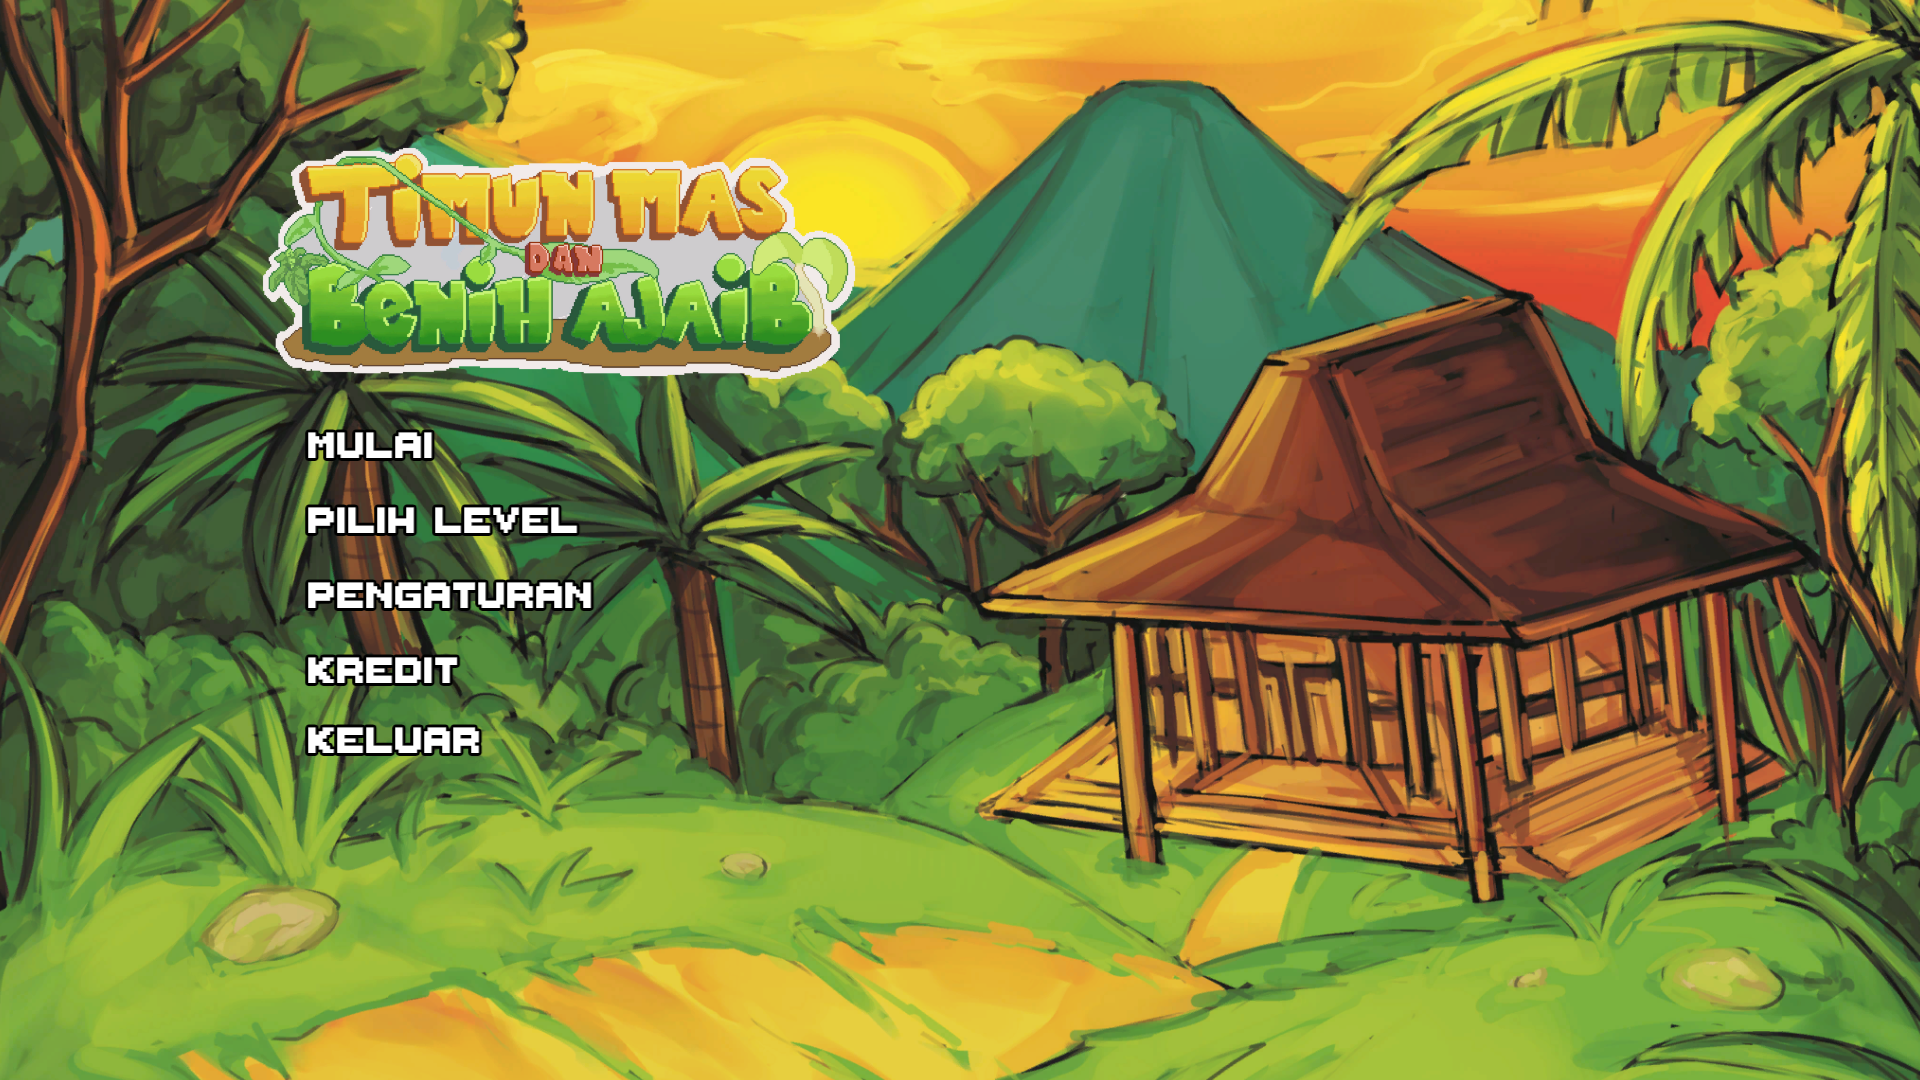 TIMUN MAS
DAN
BENIH AJAIB
MULAI
PILIH LEVEL
PENGATURAN
KREDIT
KELUAR